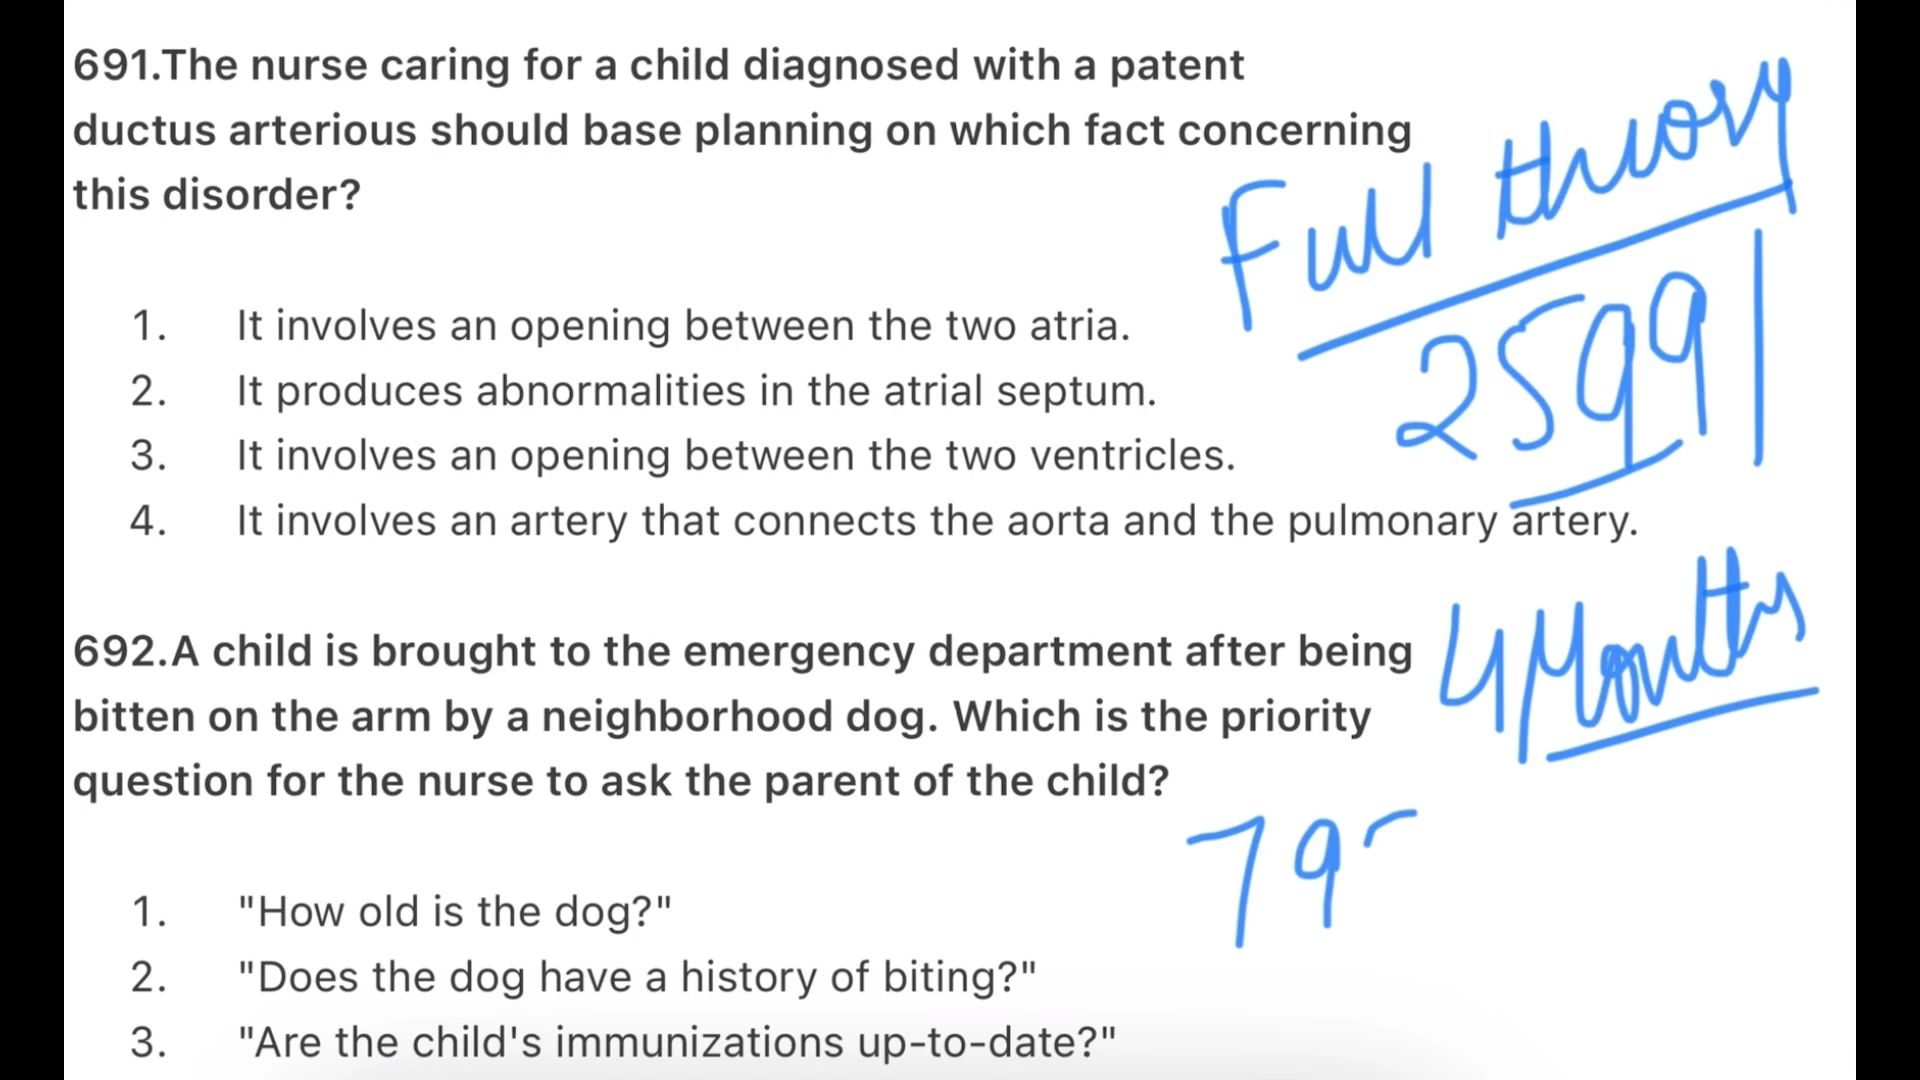 691.The nurse caring for a child diagnosed with a patent
ductus arterious should base planning on which fact concerning
this disorder?
Full theory
2599|
1. It involves an opening between the two atria.
2. It produces abnormalities in the atrial septum.
3. It involves an opening between the two ventricles.
4. It involves an artery that connects the aorta and the pulmonary artery.
4 Months
692.A child is brought to the emergency department after being
bitten on the arm by a neighborhood dog. Which is the priority
question for the nurse to ask the parent of the child?
79
1. "How old is the dog?"
2. "Does the dog have a history of biting?"
3. "Are the child's immunizations up-to-date?"